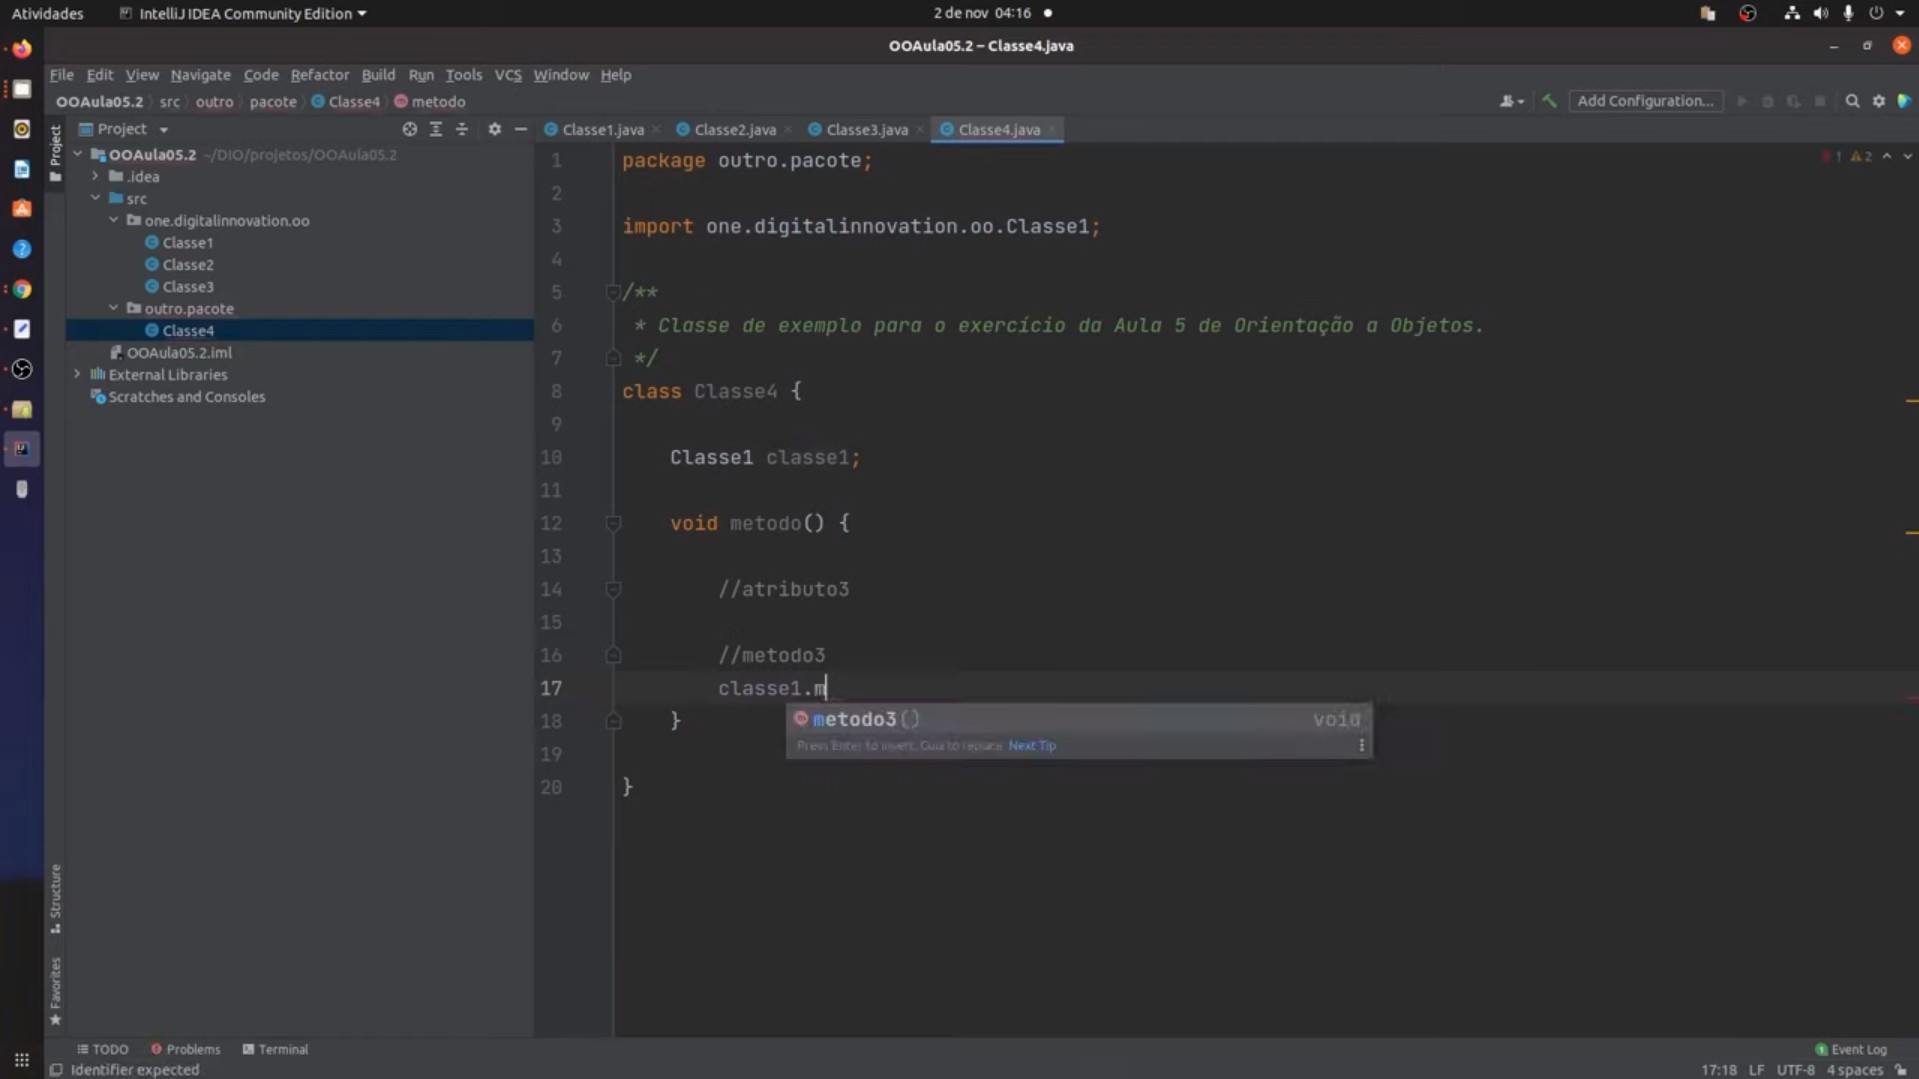 Atividades IntelliJ IDEA Community Edition 2 de nov 04:16
OOAula05.2 – Classe4.java
File Edit View Navigate Code Refactor Build Run Tools VCS Window Help
OOAula05.2 src outro pacote Classe4 metodo Add Configuration...
Project
Project Classe1.java Classe2.java Classe3.java Classe4.java
OOAula05.2 ~/DIO/projetos/OOAula05.2
.idea
src
one.digitalinnovation.oo
Classe1
Classe2
Classe3
outro.pacote
Classe4
OOAula05.2.iml
External Libraries
Scratches and Consoles
1 package outro.pacote;
1 2
2
3 import one.digitalinnovation.oo.Classe1;
4
5 /**
6 * Classe de exemplo para o exercício da Aula 5 de Orientação a Objetos.
7 */
8 class Classe4 {
9
10 Classe1 classe1;
11
12 void metodo() {
13
14 //atributo3
15
16 //metodo3
17 classe1.m
metodo3() void
Press Enter to insert, Guia to replace Next Tip
18 }
19
20 }
Structure
Favorites
TODO Problems Terminal 1 Event Log
Identifier expected 17:18 LF UTF-8 4 spaces